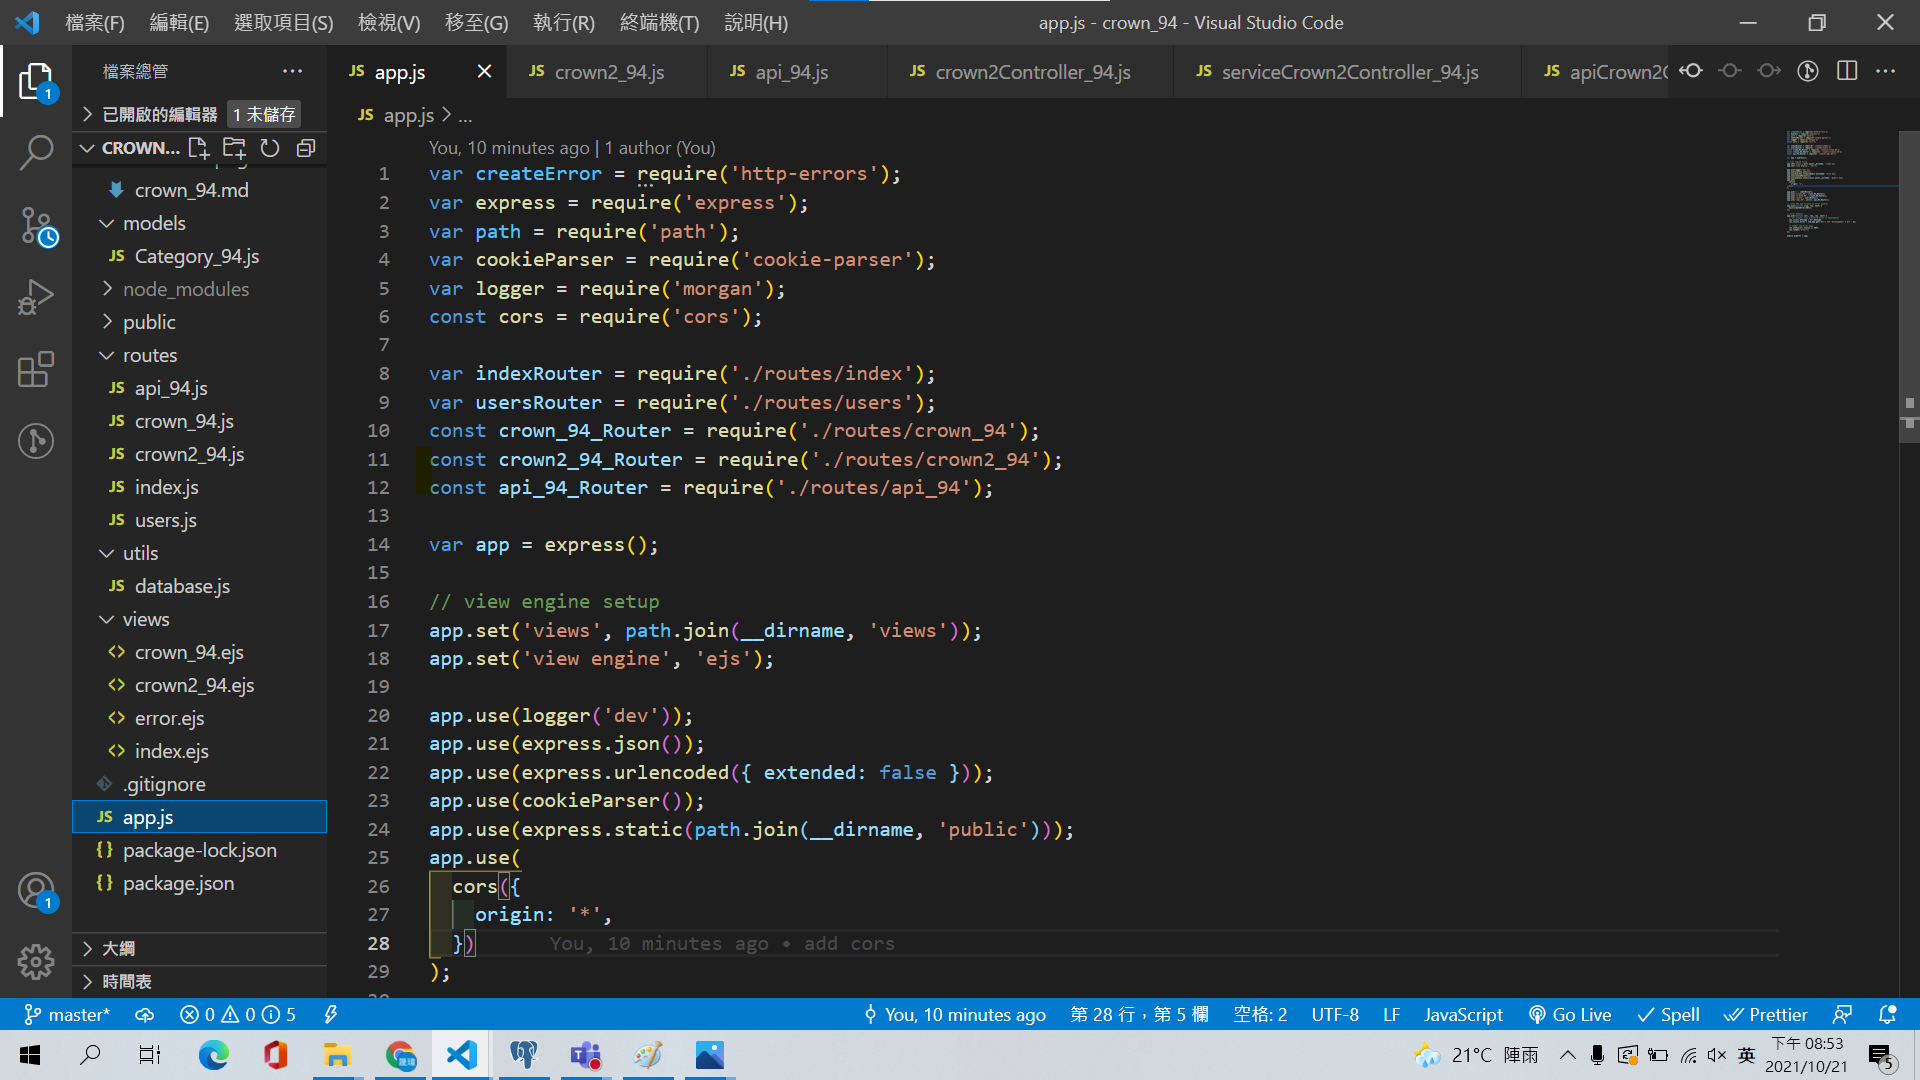 檔案(F) 編輯(E) 選取項目(S) 檢視(V) 移至(G) 執行(R) 終端機(T) 說明(H) app.js - crown_94 - Visual Studio Code
檔案總管
已開啟的編輯器 1 未儲存
CROWN...
crown_94.md
models
Category_94.js
node_modules
public
routes
api_94.js
crown_94.js
crown2_94.js
index.js
users.js
utils
database.js
views
crown_94.ejs
crown2_94.ejs
error.ejs
index.ejs
.gitignore
app.js
package-lock.json
package.json
大綱
時間表
1
1
JS app.js JS crown2_94.js JS api_94.js JS crown2Controller_94.js JS serviceCrown2Controller_94.js JS apiCrown2C
JS app.js > ...
You, 10 minutes ago | 1 author (You)
1 var createError = require('http-errors');
2 var express = require('express');
3 var path = require('path');
4 var cookieParser = require('cookie-parser');
5 var logger = require('morgan');
6 const cors = require('cors');
7
8 var indexRouter = require('./routes/index');
9 var usersRouter = require('./routes/users');
10 const crown_94_Router = require('./routes/crown_94');
11 const crown2_94_Router = require('./routes/crown2_94');
12 const api_94_Router = require('./routes/api_94');
13
14 var app = express();
15
16 // view engine setup
17 app.set('views', path.join(__dirname, 'views'));
18 app.set('view engine', 'ejs');
19
20 app.use(logger('dev'));
21 app.use(express.json());
22 app.use(express.urlencoded({ extended: false }));
23 app.use(cookieParser());
24 app.use(express.static(path.join(__dirname, 'public')));
25 app.use(
26 cors({
27 origin: '*',
28 }) You, 10 minutes ago • add cors
29 );
master* 0 0 5 You, 10 minutes ago 第 28 行，第 5 欄 空格: 2 UTF-8 LF JavaScript Go Live Spell Prettier
21°C 陣雨 英 下午 08:53
2021/10/21
5